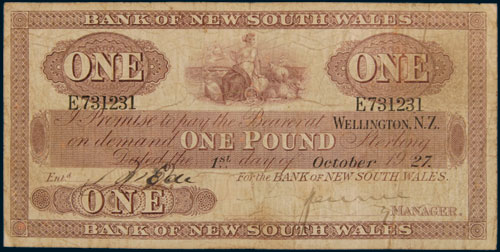 BANK OF NEW SOUTH WALES
ONE ONE
E731231 E731231
I Promise to pay the Bearer at WELLINGTON, N.Z.
on demand ONE POUND Sterling
Dated the 1st day of October 1927.
Entd. For the BANK OF NEW SOUTH WALES.
ONE
MANAGER.
BANK OF NEW SOUTH WALES